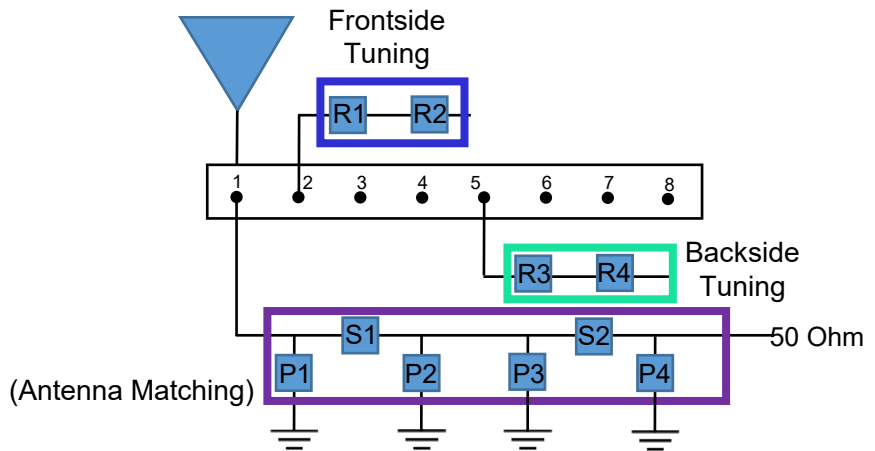 Frontside
Tuning
R1 R2
1 2 3 4 5 6 7 8
R3 R4
Backside
Tuning
S1 S2
50 Ohm
P1 P2 P3 P4
(Antenna Matching)